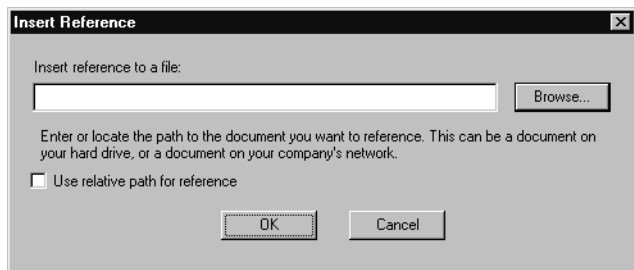 Insert Reference
Insert reference to a file:
Browse...
Enter or locate the path to the document you want to reference. This can be a document on
your hard drive, or a document on your company's network.
Use relative path for reference
OK
Cancel